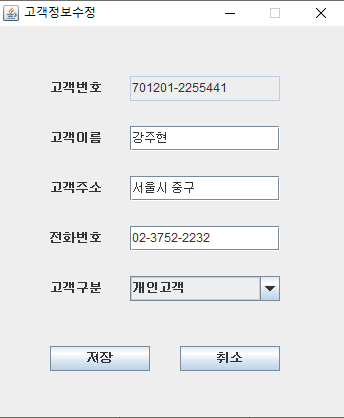 고객정보수정
고객번호 701201-2255441
고객이름 강주현
고객주소 서울시 중구
전화번호 02-3752-2232
고객구분 개인고객
저장 취소